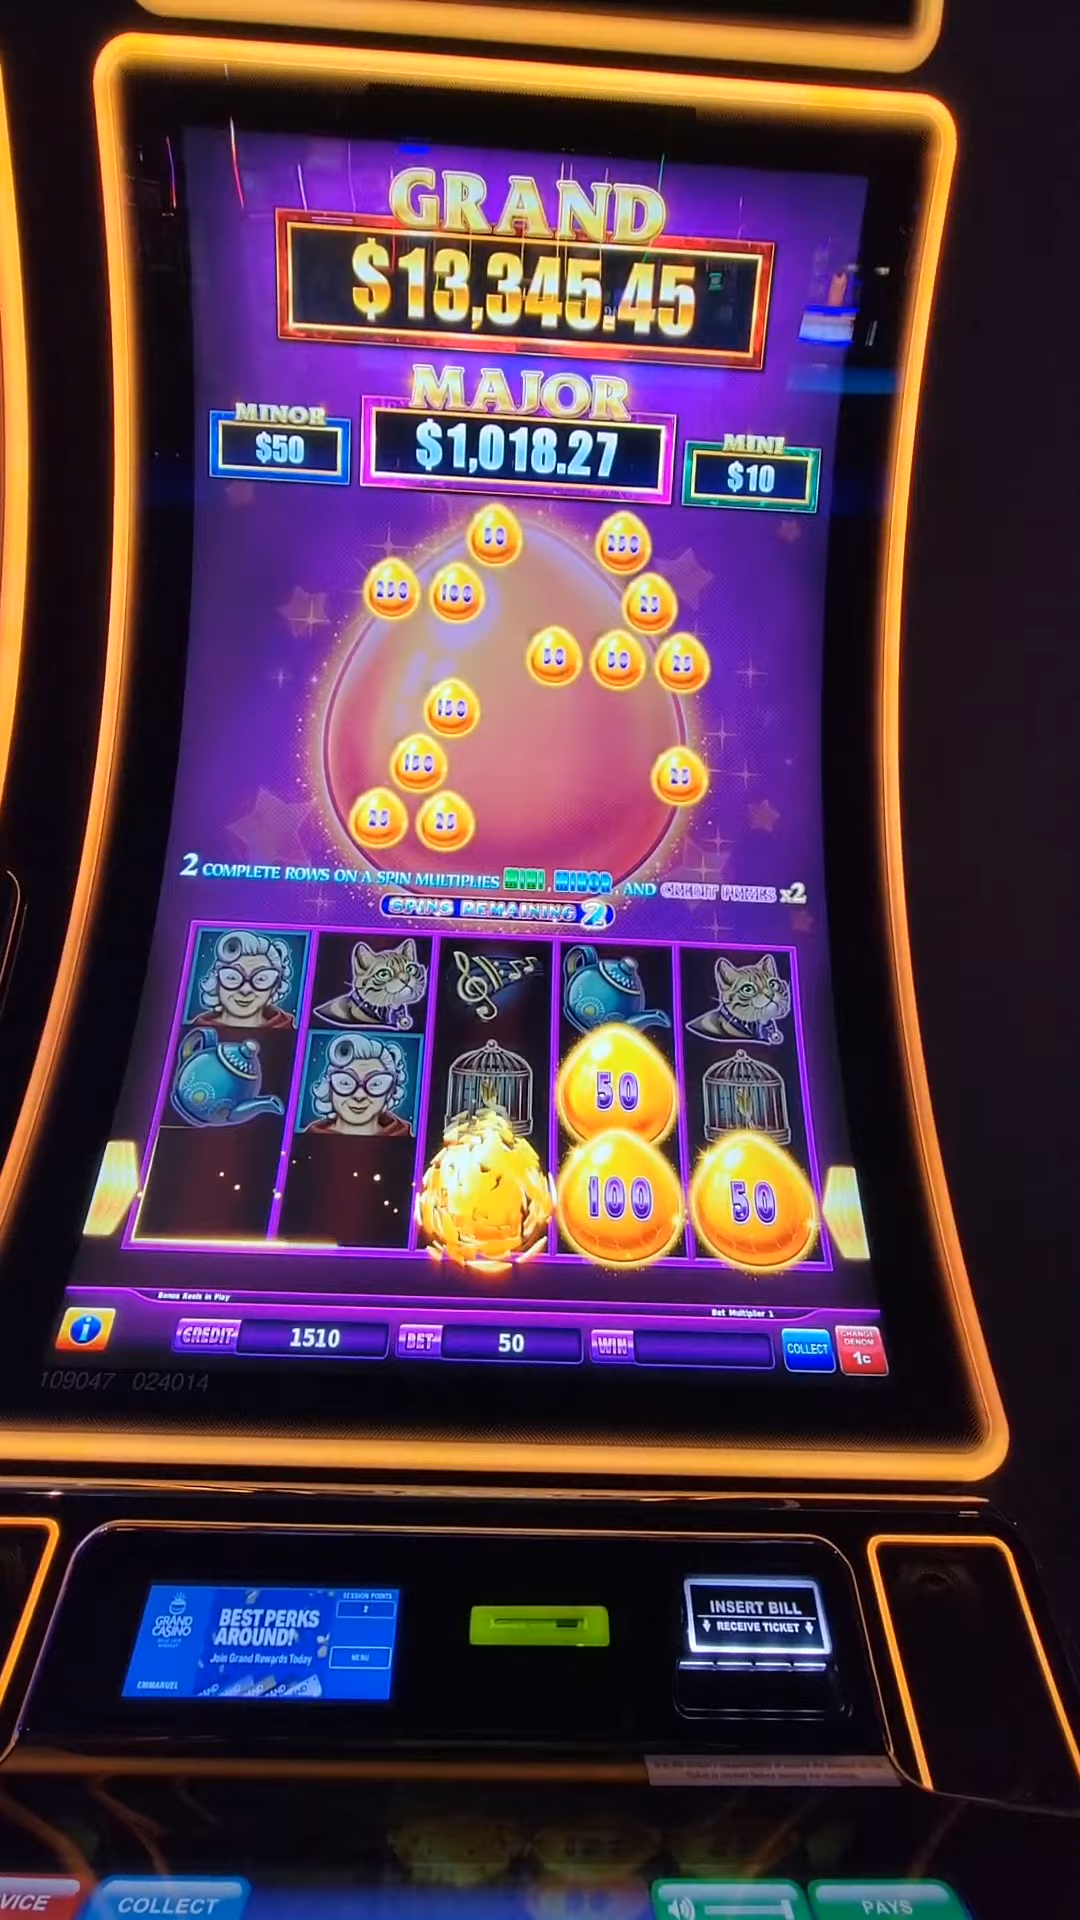 GRAND
$13,345.45
MAJOR
$1,018.27
MINOR
$50
MINI
$10
50
250
250
100
25
50
50
25
150
150
25
25
25
2 COMPLETE ROWS ON A SPIN MULTIPLIES MINI, MINOR, AND CREDIT PRIZES x2
SPINS REMAINING 2
50
100
50
Bonus Reels in Play
Bet Multiplier 1
i
CREDIT 1510
BET 50
WIN
COLLECT
CHANGE DENOM
1c
109047 024014
GRAND
CASINO
BEST PERKS
AROUND!
Join Grand Rewards Today
SESSION POINTS
2
MENU
EMMANUEL
INSERT BILL
RECEIVE TICKET
VICE
COLLECT
PAYS